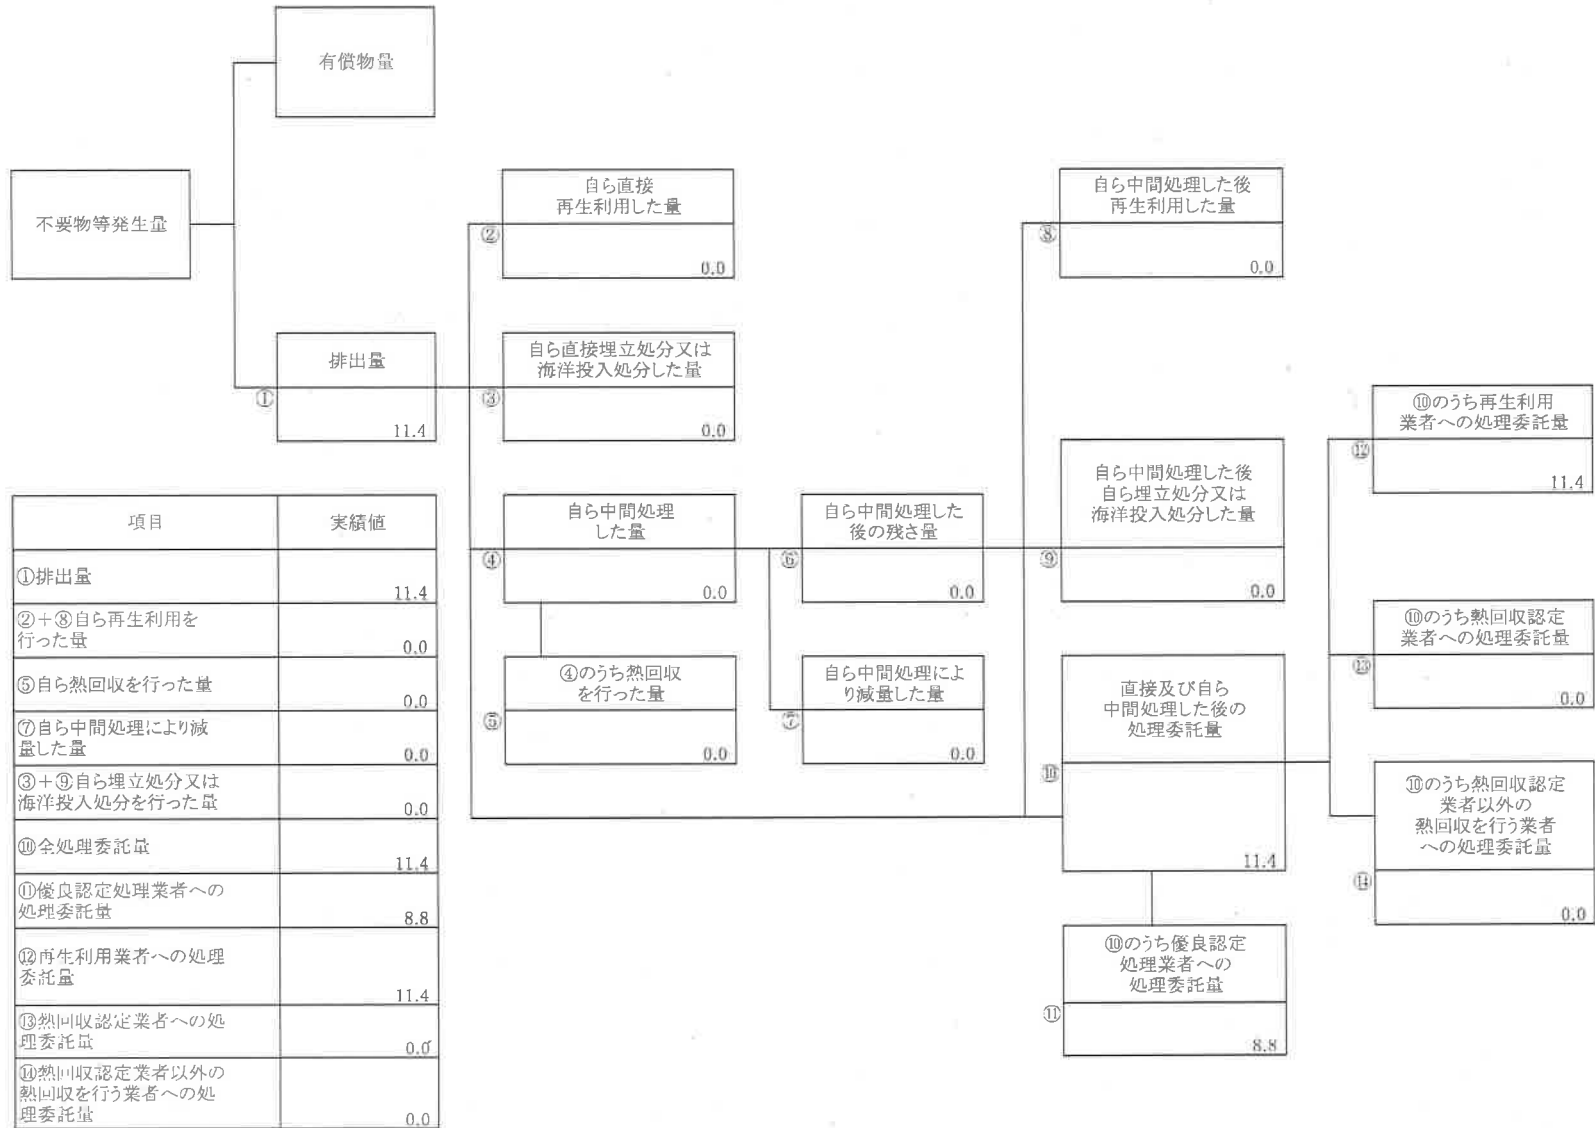 有償物量
不要物等発生量
自ら直接
再生利用した量
②
0.0
自ら中間処理した後
再生利用した量
⑧
0.0
排出量
①
11.4
自ら直接埋立処分又は
海洋投入処分した量
③
0.0
⑩のうち再生利用
業者への処理委託量
⑫
11.4
自ら中間処理
した量
④
0.0
自ら中間処理した
後の残さ量
⑥
0.0
自ら中間処理した後
自ら埋立処分又は
海洋投入処分した量
⑨
0.0
⑩のうち熱回収認定
業者への処理委託量
⑬
0.0
④のうち熱回収
を行った量
⑤
0.0
自ら中間処理によ
り減量した量
⑦
0.0
直接及び自ら
中間処理した後の
処理委託量
⑩
11.4
⑩のうち熱回収認定
業者以外の
熱回収を行う業者
への処理委託量
⑭
0.0
⑩のうち優良認定
処理業者への
処理委託量
⑪
8.8
項目 実績値
①排出量
11.4
②+⑧自ら再生利用を
行った量
0.0
⑤自ら熱回収を行った量
0.0
⑦自ら中間処理により減
量した量
0.0
③+⑨自ら埋立処分又は
海洋投入処分を行った量
0.0
⑩全処理委託量
11.4
⑪優良認定処理業者への
処理委託量
8.8
⑫再生利用業者への処理
委託量
11.4
⑬熱回収認定業者への処
理委託量
0.0
⑭熱回収認定業者以外の
熱回収を行う業者への処
理委託量
0.0